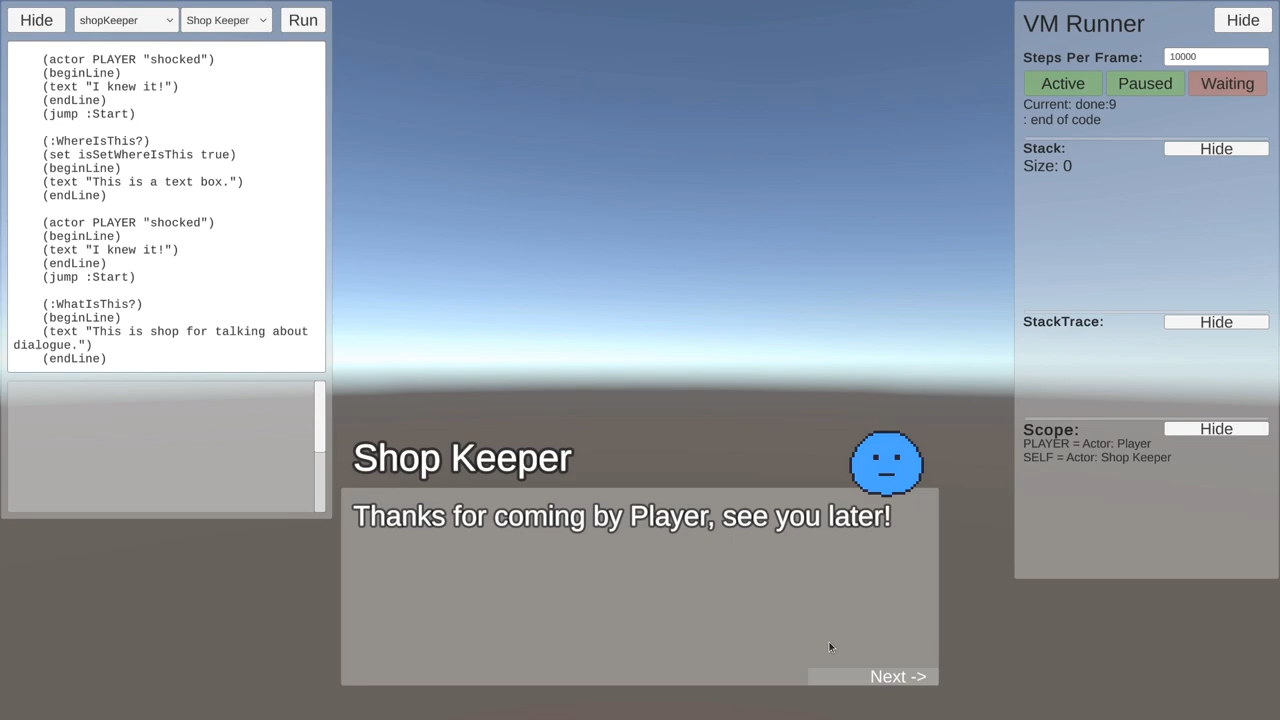 Hide
shopKeeper
Shop Keeper
Run
(actor PLAYER "shocked")
(beginLine)
(text "I knew it!")
(endLine)
(jump :Start)
(:WhereIsThis?)
(set isSetWhereIsThis true)
(beginLine)
(text "This is a text box.")
(endLine)
(actor PLAYER "shocked")
(beginLine)
(text "I knew it!")
(endLine)
(jump :Start)
(:WhatIsThis?)
(beginLine)
(text "This is shop for talking about
dialogue.")
(endLine)
Shop Keeper
Thanks for coming by Player, see you later!
Next ->
VM Runner
Hide
Steps Per Frame:
10000
Active
Paused
Waiting
Current: done:9
: end of code
Stack:
Hide
Size: 0
StackTrace:
Hide
Scope:
Hide
PLAYER = Actor: Player
SELF = Actor: Shop Keeper